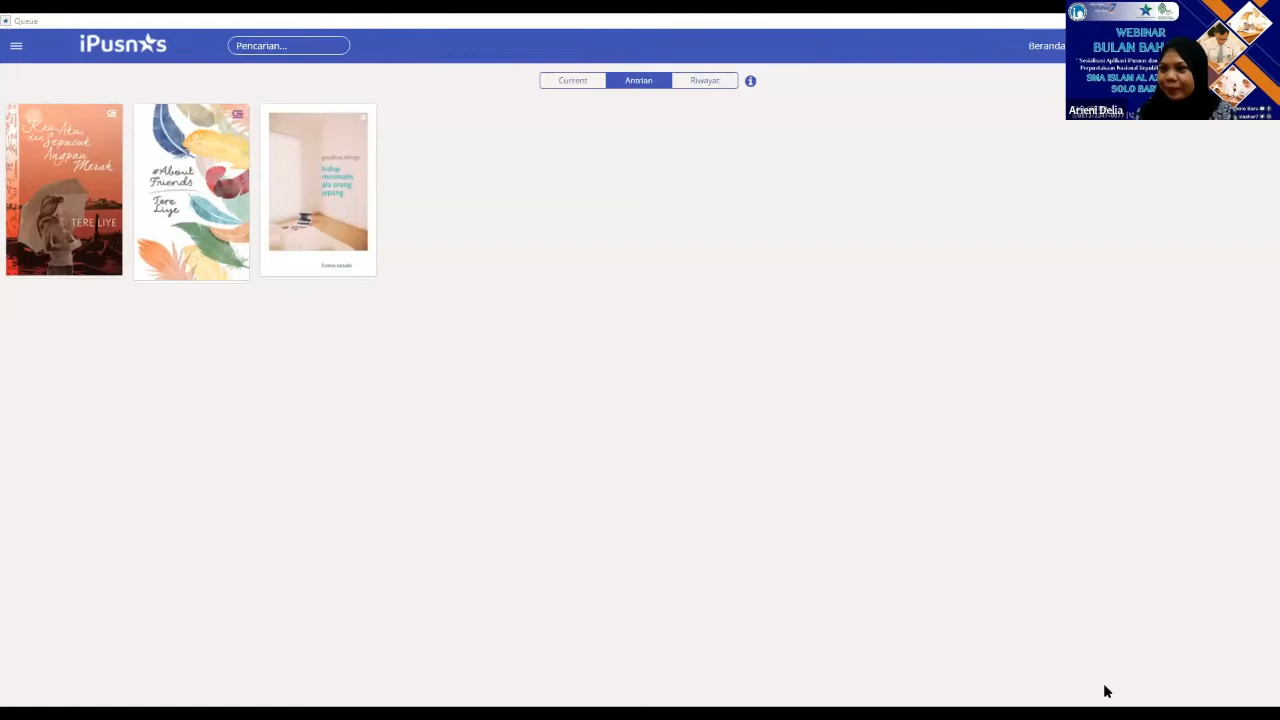 Queue
iPusnas
Pencarian...
Beranda
Current
Antrian
Riwayat
Kau, Aku,
dan
Sepucuk
Angpau
Merah
TERE LIYE
#About
Friends
Tere
Liye
goodbye, things
hidup
minimalis
ala orang
jepang
fumio sasaki
WEBINAR
BULAN BAH
SMA ISLAM AL AZ
SOLO BAR
Arieni Delia